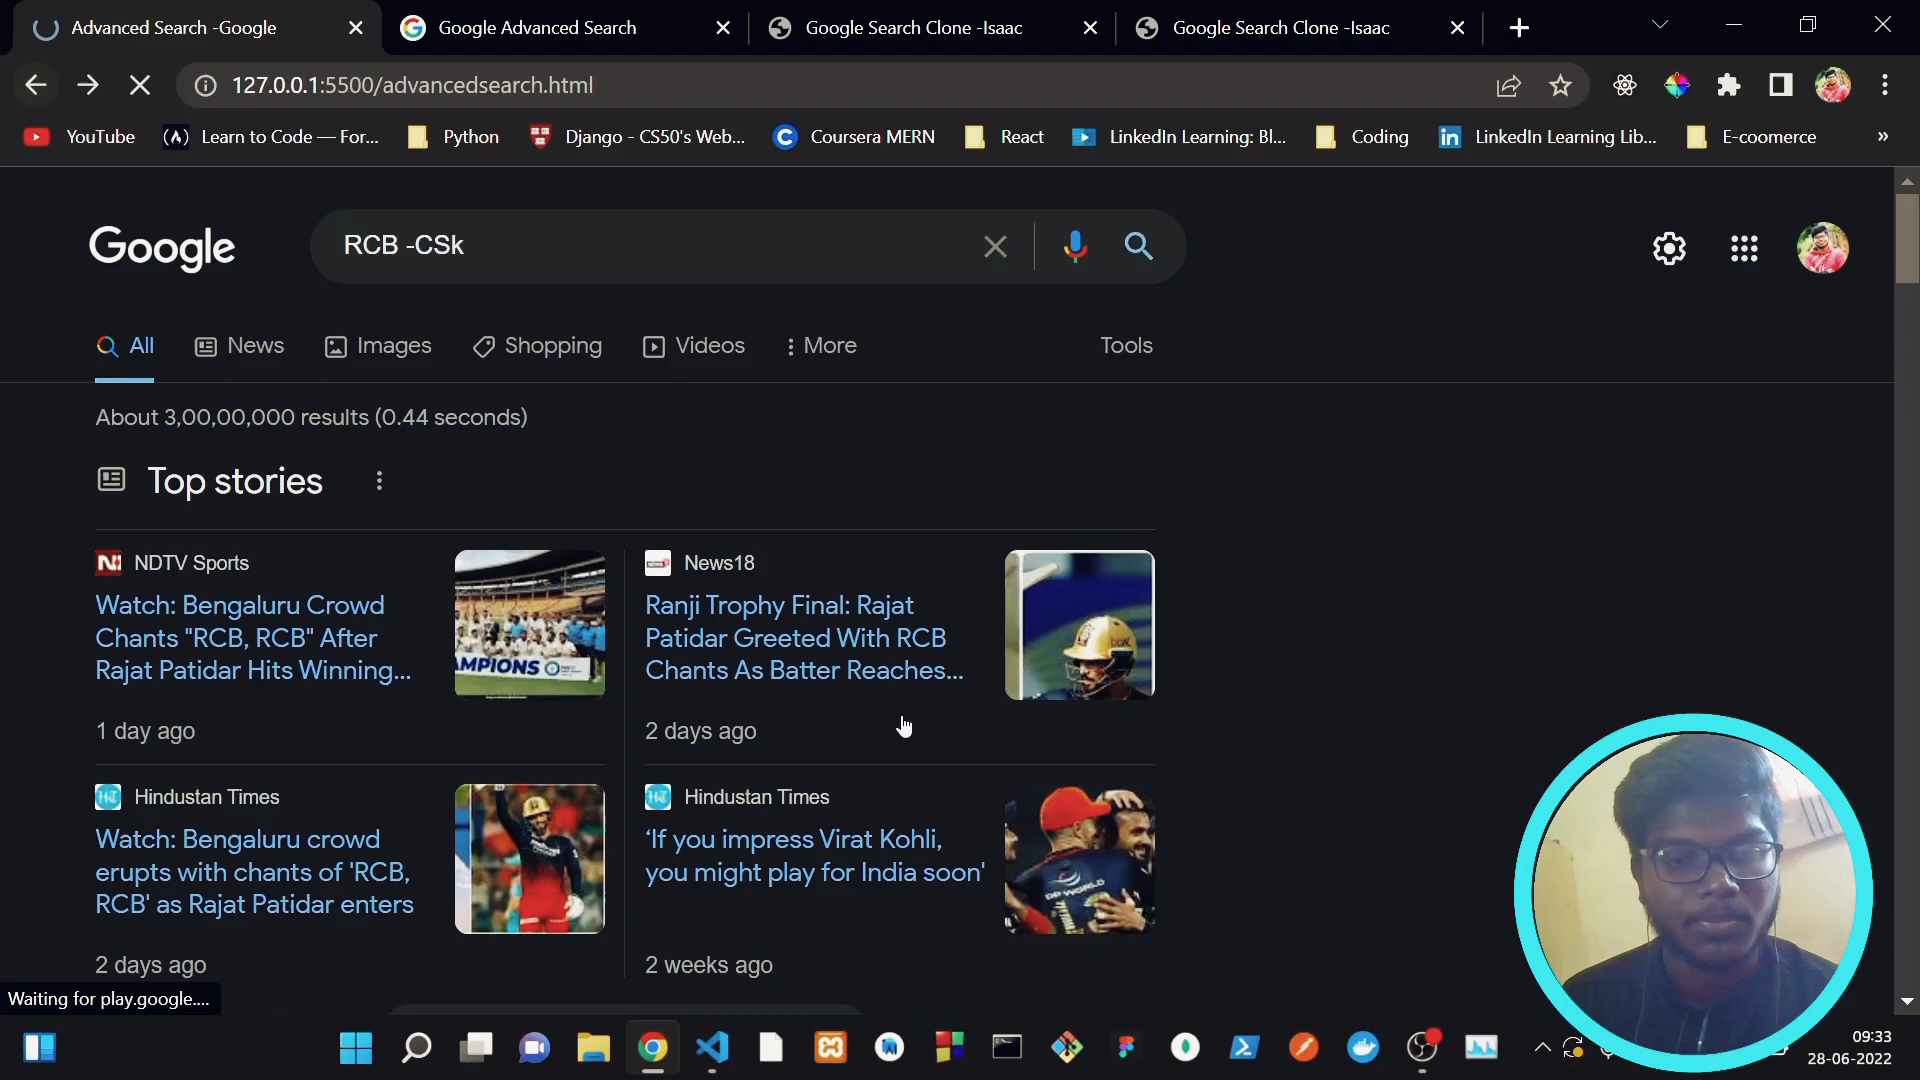 Advanced Search -Google
Google Advanced Search
Google Search Clone -Isaac
Google Search Clone -Isaac
127.0.0.1:5500/advancedsearch.html
YouTube
Learn to Code — For...
Python
Django - CS50's Web...
Coursera MERN
React
LinkedIn Learning: Bl...
Coding
LinkedIn Learning Lib...
E-coomerce
»
Google
RCB -CSk
All
News
Images
Shopping
Videos
More
Tools
About 3,00,00,000 results (0.44 seconds)
Top stories
NDTV Sports
Watch: Bengaluru Crowd
Chants "RCB, RCB" After
Rajat Patidar Hits Winning...
1 day ago
MPIONS
News18
Ranji Trophy Final: Rajat
Patidar Greeted With RCB
Chants As Batter Reaches...
2 days ago
Hindustan Times
Watch: Bengaluru crowd
erupts with chants of 'RCB,
RCB' as Rajat Patidar enters
2 days ago
Hindustan Times
‘If you impress Virat Kohli,
you might play for India soon’
2 weeks ago
DP WORLD
Waiting for play.google....
09:33
28-06-2022